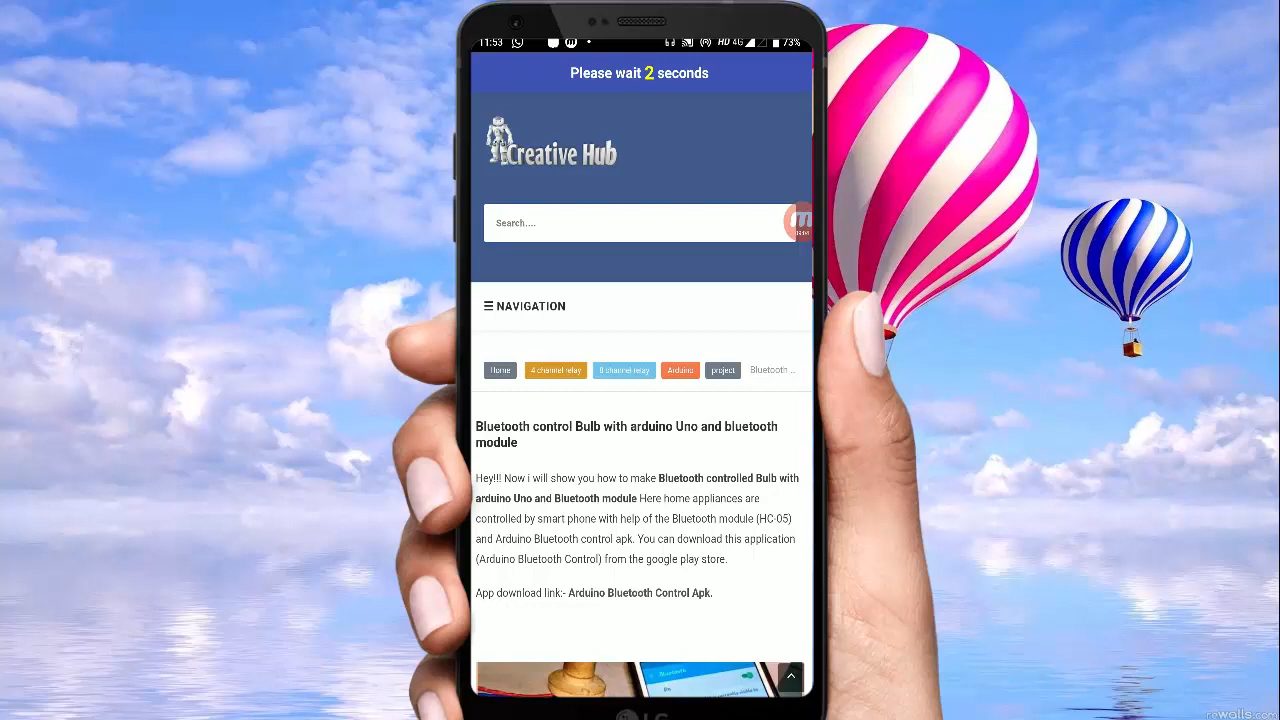 11:53
HD 4G 73%
Please wait 2 seconds
Creative Hub
Search....
m
☰ NAVIGATION
Home 4 channel relay 8 channel relay Arduino project Bluetooth ...
Bluetooth control Bulb with arduino Uno and bluetooth
module
Hey!!! Now i will show you how to make Bluetooth controlled Bulb with
arduino Uno and Bluetooth module Here home appliances are
controlled by smart phone with help of the Bluetooth module (HC-05)
and Arduino Bluetooth control apk. You can download this application
(Arduino Bluetooth Control) from the google play store.
App download link:- Arduino Bluetooth Control Apk.
Bluetooth
LG
rewalls.com